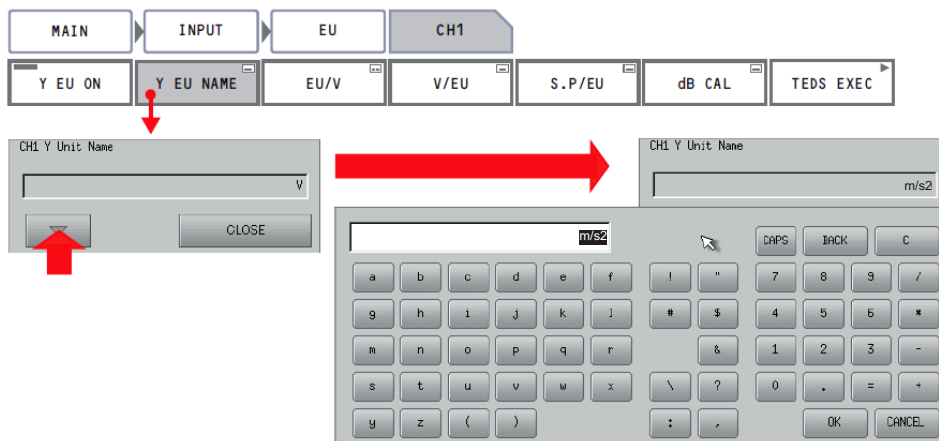 MAIN INPUT EU CH1
Y EU ON Y EU NAME EU/V V/EU S.P/EU dB CAL TEDS EXEC
CH1 Y Unit Name
V
CLOSE
CH1 Y Unit Name
m/s2
m/s2
CAPS BACK C
a b c d e f ! " 7 8 9 /
g h i j k l # $ 4 5 6 *
m n o p q r & 1 2 3 -
s t u v w x \ ? 0 . = +
y z ( ) : , OK CANCEL